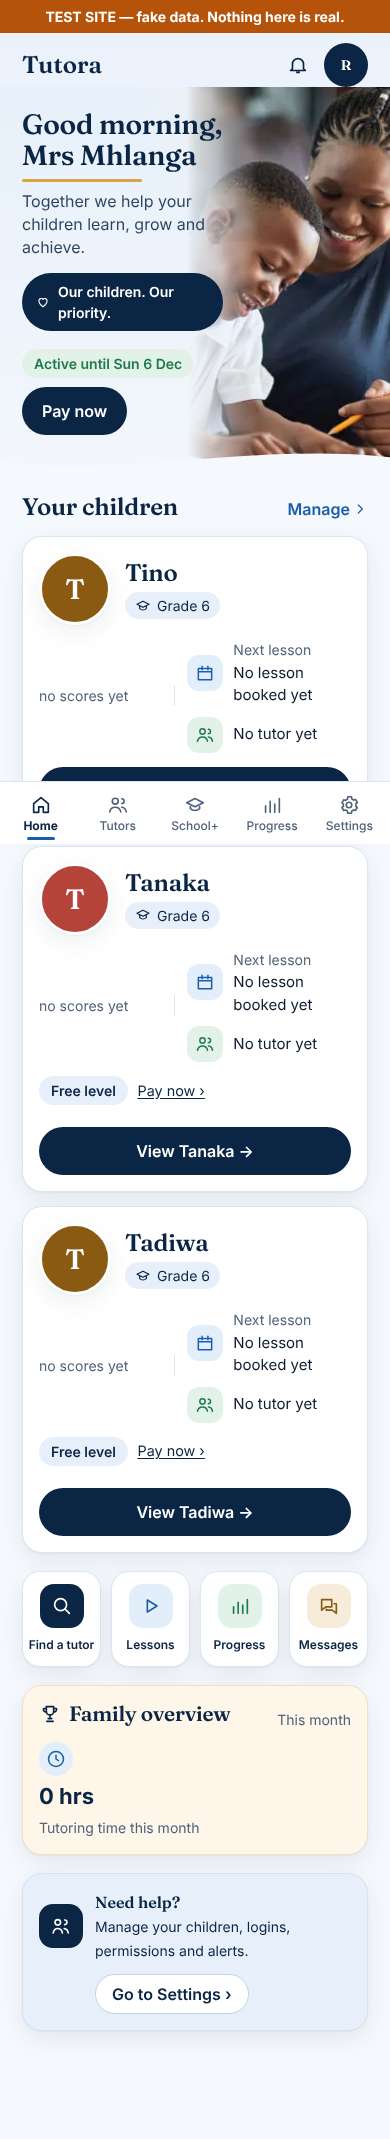 TEST SITE — fake data. Nothing here is real.
Tutora
R
Good morning,
Mrs Mhlanga
Together we help your
children learn, grow and
achieve.
Our children. Our
priority.
Active until Sun 6 Dec
Pay now
Your children
Manage ›
T
Tino
Grade 6
no scores yet
Next lesson
No lesson
booked yet
No tutor yet
Home
Tutors
School+
Progress
Settings
T
Tanaka
Grade 6
no scores yet
Next lesson
No lesson
booked yet
No tutor yet
Free level
Pay now ›
View Tanaka →
T
Tadiwa
Grade 6
no scores yet
Next lesson
No lesson
booked yet
No tutor yet
Free level
Pay now ›
View Tadiwa →
Find a tutor
Lessons
Progress
Messages
Family overview
This month
0 hrs
Tutoring time this month
Need help?
Manage your children, logins,
permissions and alerts.
Go to Settings ›